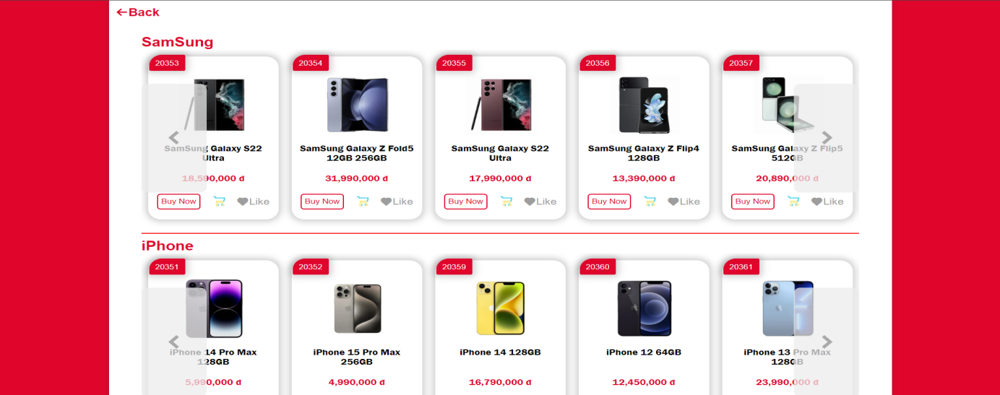 ←Back
SamSung
20353
20354
20355
20356
20357
SamSung Galaxy S22
Ultra
SamSung Galaxy Z Fold5
12GB 256GB
SamSung Galaxy S22
Ultra
SamSung Galaxy Z Flip4
128GB
SamSung Galaxy Z Flip5
512GB
18,590,000 đ
31,990,000 đ
17,990,000 đ
13,390,000 đ
20,890,000 đ
Buy Now Like
Buy Now Like
Buy Now Like
Buy Now Like
Buy Now Like
iPhone
20351
20352
20359
20360
20361
iPhone 14 Pro Max
128GB
iPhone 15 Pro Max
256GB
iPhone 14 128GB
iPhone 12 64GB
iPhone 13 Pro Max
128GB
5,990,000 đ
4,990,000 đ
16,790,000 đ
12,450,000 đ
23,990,000 đ